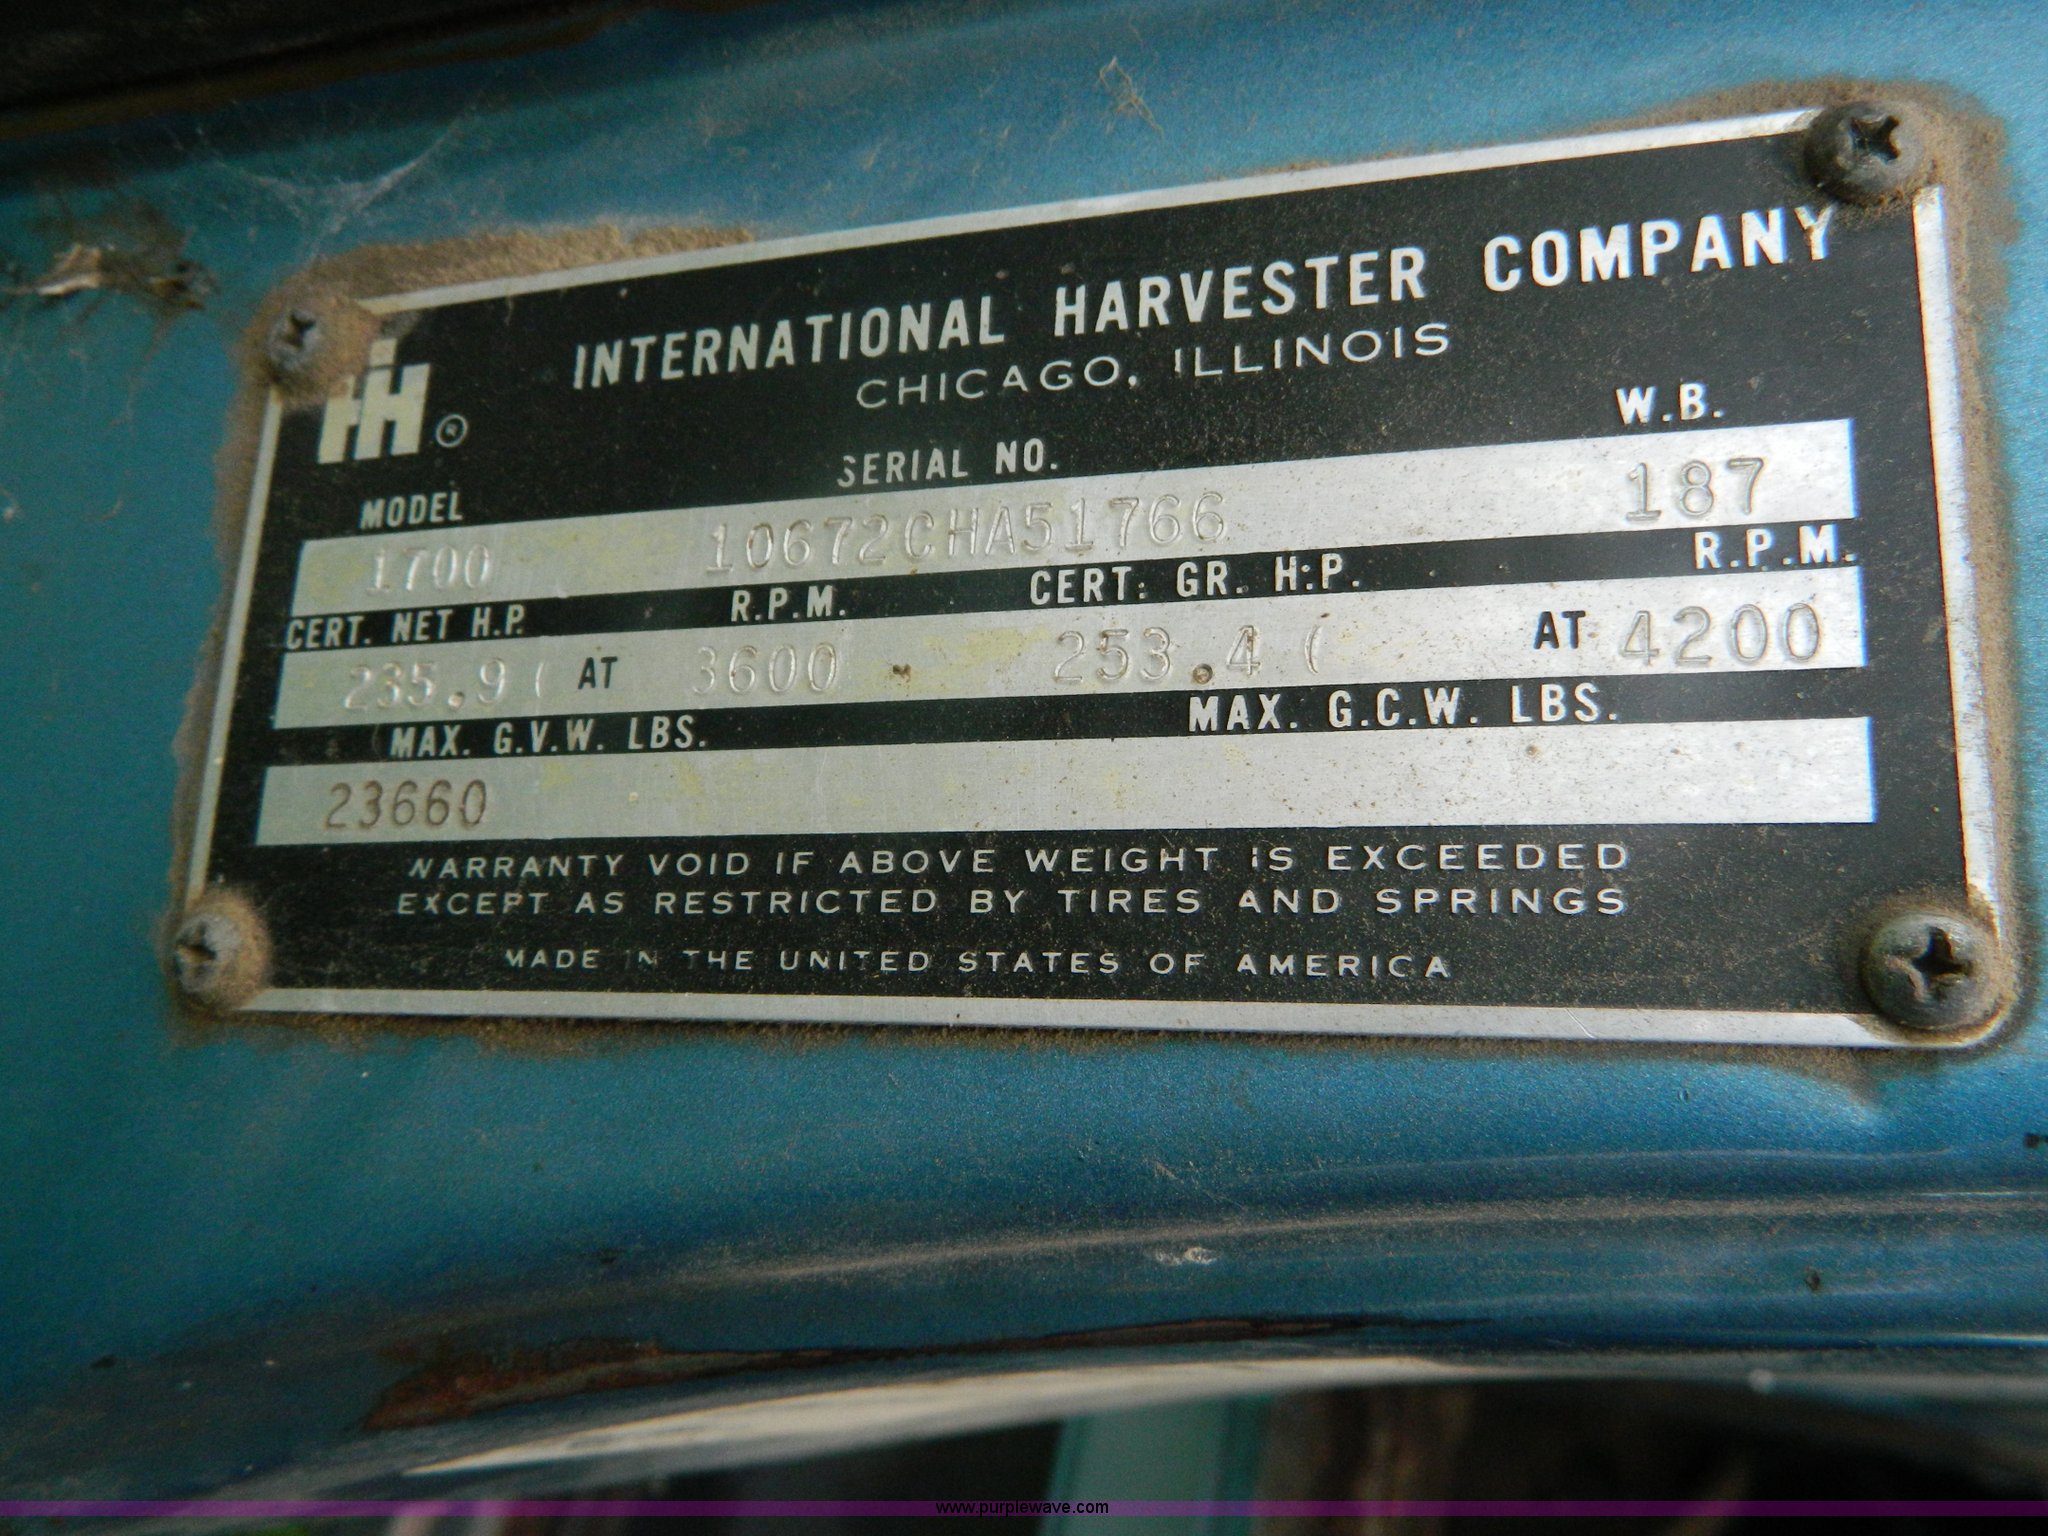 INTERNATIONAL HARVESTER COMPANY
CHICAGO, ILLINOIS
IH ®
MODEL SERIAL NO. W.B.
1700 10672CHA51766 187
CERT. NET H.P. R.P.M. CERT. GR. H.P. R.P.M.
235.9 ( AT 3600 253.4 ( AT 4200
MAX. G.V.W. LBS. MAX. G.C.W. LBS.
23660
WARRANTY VOID IF ABOVE WEIGHT IS EXCEEDED
EXCEPT AS RESTRICTED BY TIRES AND SPRINGS
MADE IN THE UNITED STATES OF AMERICA
www.purplewave.com